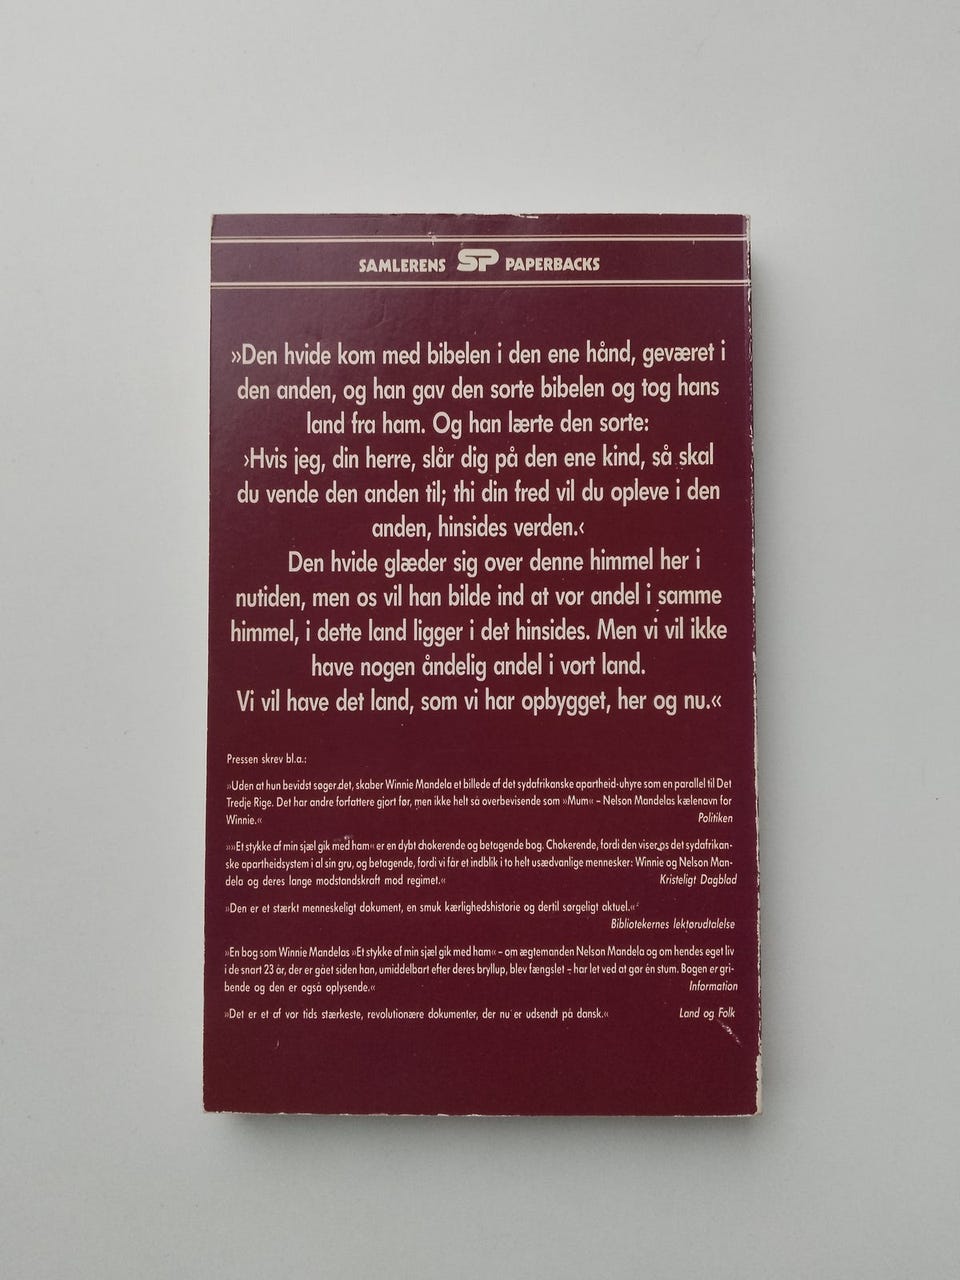 SAMLERENS SP PAPERBACKS
»Den hvide kom med bibelen i den ene hånd, geværet i
den anden, og han gav den sorte bibelen og tog hans
land fra ham. Og han lærte den sorte:
›Hvis jeg, din herre, slår dig på den ene kind, så skal
du vende den anden til; thi din fred vil du opleve i den
anden, hinsides verden.‹
Den hvide glæder sig over denne himmel her i
nutiden, men os vil han bilde ind at vor andel i samme
himmel, i dette land ligger i det hinsides. Men vi vil ikke
have nogen åndelig andel i vort land.
Vi vil have det land, som vi har opbygget, her og nu.«
Pressen skrev bl.a.:
»Uden at hun bevidst søger det, skaber Winnie Mandela et billede af det sydafrikanske apartheid-uhyre som en parallel til Det
Tredje Rige. Det har andre forfattere gjort før, men ikke helt så overbevisende som »Mum« – Nelson Mandelas kælenavn for
Winnie.« Politiken
»»Et stykke af min sjæl gik med ham« er en dybt chokerende og betagende bog. Chokerende, fordi den viser os det sydafrikan-
ske apartheidsystem i al sin gru, og betagende, fordi vi får et indblik i to helt usædvanlige mennesker: Winnie og Nelson Man-
dela og deres lange modstandskraft mod regimet.« Kristeligt Dagblad
»Den er et stærkt menneskeligt dokument, en smuk kærlighedshistorie og dertil sørgeligt aktuel.«
Bibliotekernes lektørudtalelse
»En bog som Winnie Mandelas »Et stykke af min sjæl gik med ham« – om ægtemanden Nelson Mandela og om hendes eget liv
i de snart 23 år, der er gået siden han, umiddelbart efter deres bryllup, blev fængslet – har let ved at gør én stum. Bogen er gri-
bende og den er også oplysende.« Information
»Det er et af vor tids stærkeste, revolutionære dokumenter, der nu er udsendt på dansk.« Land og Folk